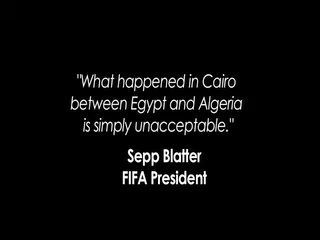 "What happened in Cairo
between Egypt and Algeria
is simply unacceptable."
Sepp Blatter
FIFA President